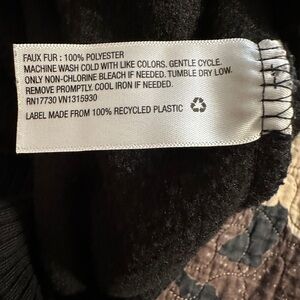 FAUX FUR : 100% POLYESTER
MACHINE WASH COLD WITH LIKE COLORS. GENTLE CYCLE.
ONLY NON-CHLORINE BLEACH IF NEEDED. TUMBLE DRY LOW.
REMOVE PROMPTLY. COOL IRON IF NEEDED.
RN17730 VN1315930
LABEL MADE FROM 100% RECYCLED PLASTIC